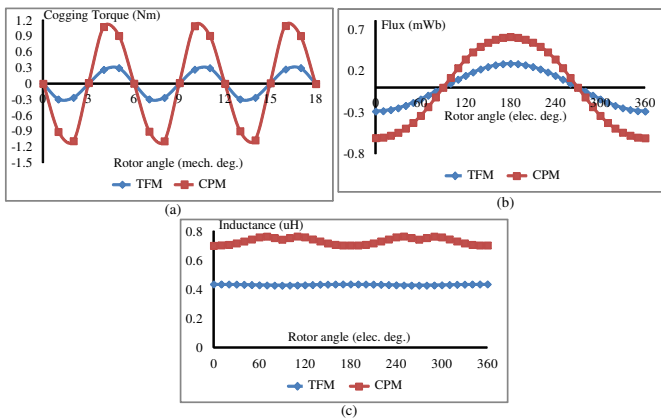 Cogging Torque (Nm)
1.2
0.9
0.6
0.3
0
-0.3
-0.6
-0.9
-1.2
-1.5
0 3 6 9 12 15 18
Rotor angle (mech. deg.)
TFM CPM
(a)
Flux (mWb)
0.7
0.2
-0.3
-0.8
0 60 120 180 240 300 360
Rotor angle (elec. deg.)
TFM CPM
(b)
Inductance (uH)
0.8
0.6
0.4
0.2
0
Rotor angle (elec. deg.)
0 60 120 180 240 300 360
TFM CPM
(c)